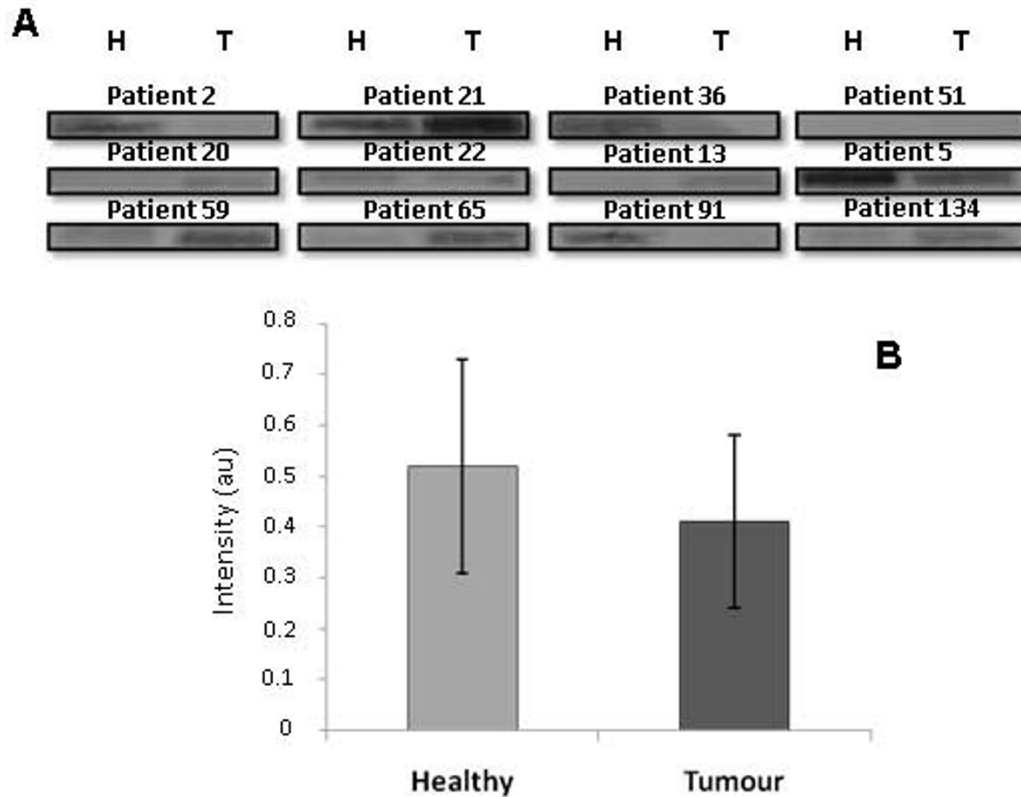 A
H T H T H T H T
Patient 2 Patient 21 Patient 36 Patient 51
Patient 20 Patient 22 Patient 13 Patient 5
Patient 59 Patient 65 Patient 91 Patient 134
B
Intensity (au)
0.8
0.7
0.6
0.5
0.4
0.3
0.2
0.1
0
Healthy Tumour